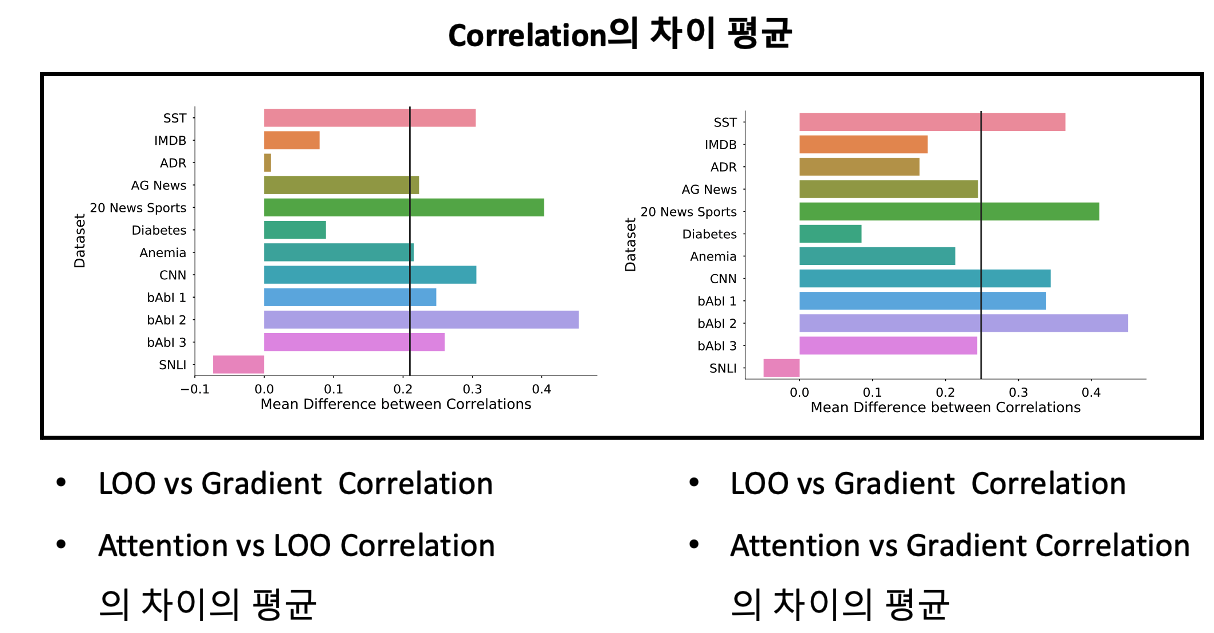 Correlation의 차이 평균
Dataset
SST
IMDB
ADR
AG News
20 News Sports
Diabetes
Anemia
CNN
bAbI 1
bAbI 2
bAbI 3
SNLI
−0.1 0.0 0.1 0.2 0.3 0.4
Mean Difference between Correlations
Dataset
SST
IMDB
ADR
AG News
20 News Sports
Diabetes
Anemia
CNN
bAbI 1
bAbI 2
bAbI 3
SNLI
0.0 0.1 0.2 0.3 0.4
Mean Difference between Correlations
• LOO vs Gradient  Correlation
• Attention vs LOO Correlation
의 차이의 평균
• LOO vs Gradient  Correlation
• Attention vs Gradient Correlation
의 차이의 평균